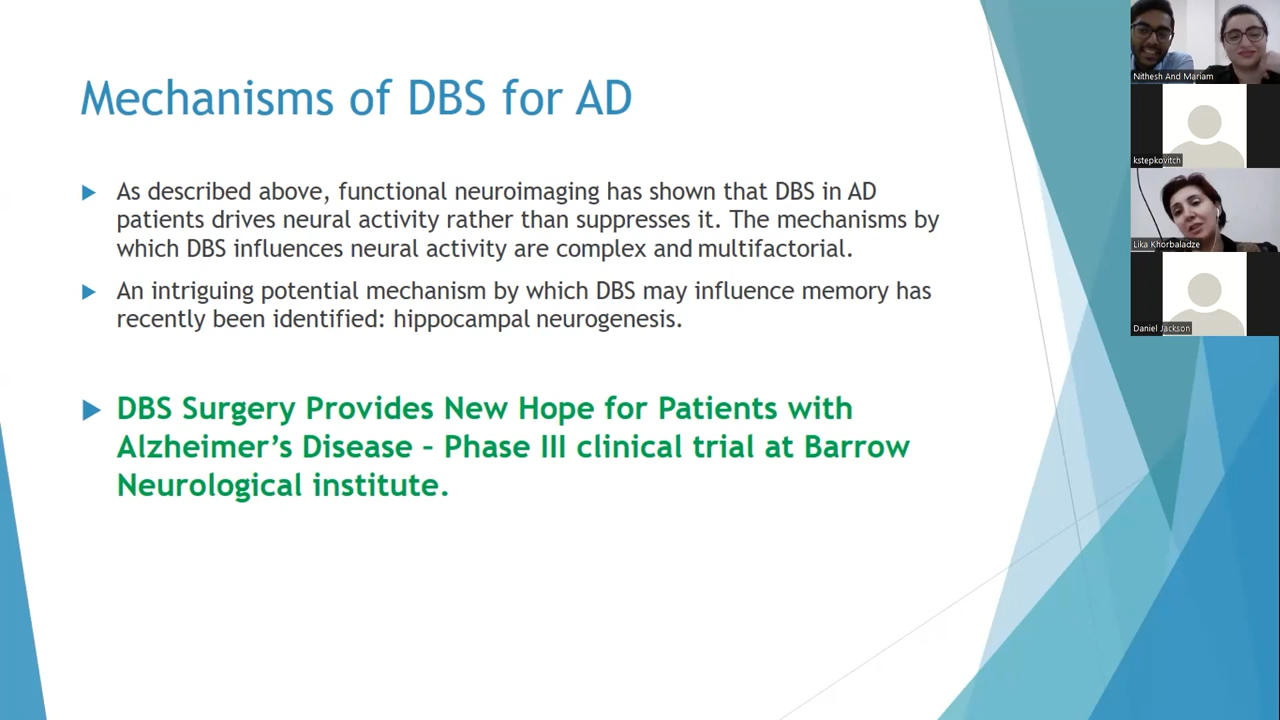 Mechanisms of DBS for AD
As described above, functional neuroimaging has shown that DBS in AD
patients drives neural activity rather than suppresses it. The mechanisms by
which DBS influences neural activity are complex and multifactorial.
An intriguing potential mechanism by which DBS may influence memory has
recently been identified: hippocampal neurogenesis.
DBS Surgery Provides New Hope for Patients with
Alzheimer’s Disease – Phase III clinical trial at Barrow
Neurological institute.
Nithesh And Mariam
kstepkovitch
Lika Khorbaladze
Daniel Jackson